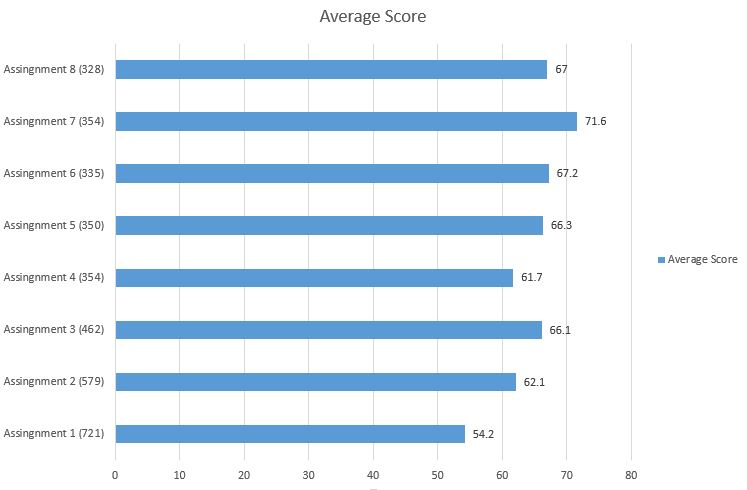 Average Score
Assingnment 8 (328)
67
Assingnment 7 (354)
71.6
Assingnment 6 (335)
67.2
Assingnment 5 (350)
66.3
Assingnment 4 (354)
61.7
Average Score
Assingnment 3 (462)
66.1
Assingnment 2 (579)
62.1
Assingnment 1 (721)
54.2
0 10 20 30 40 50 60 70 80